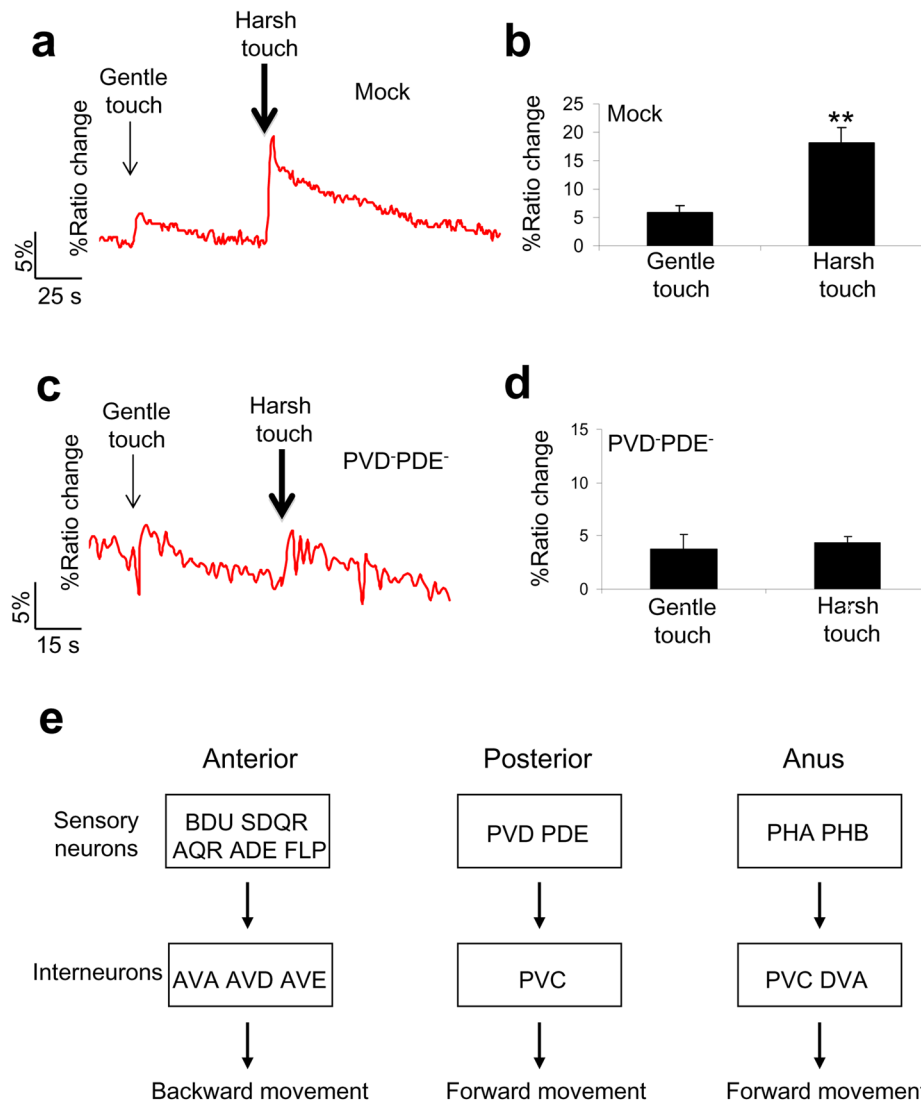 a
Gentle
touch
Harsh
touch
Mock
%Ratio change
5%
25 s
b
Mock
**
%Ratio change
25
20
15
10
5
0
Gentle
touch
Harsh
touch
c
Gentle
touch
Harsh
touch
PVD⁻PDE⁻
%Ratio change
5%
15 s
d
PVD⁻PDE⁻
%Ratio change
15
10
5
0
Gentle
touch
Harsh
touch
e
Anterior
Posterior
Anus
Sensory
neurons
BDU SDQR
AQR ADE FLP
PVD PDE
PHA PHB
Interneurons
AVA AVD AVE
PVC
PVC DVA
Backward movement
Forward movement
Forward movement